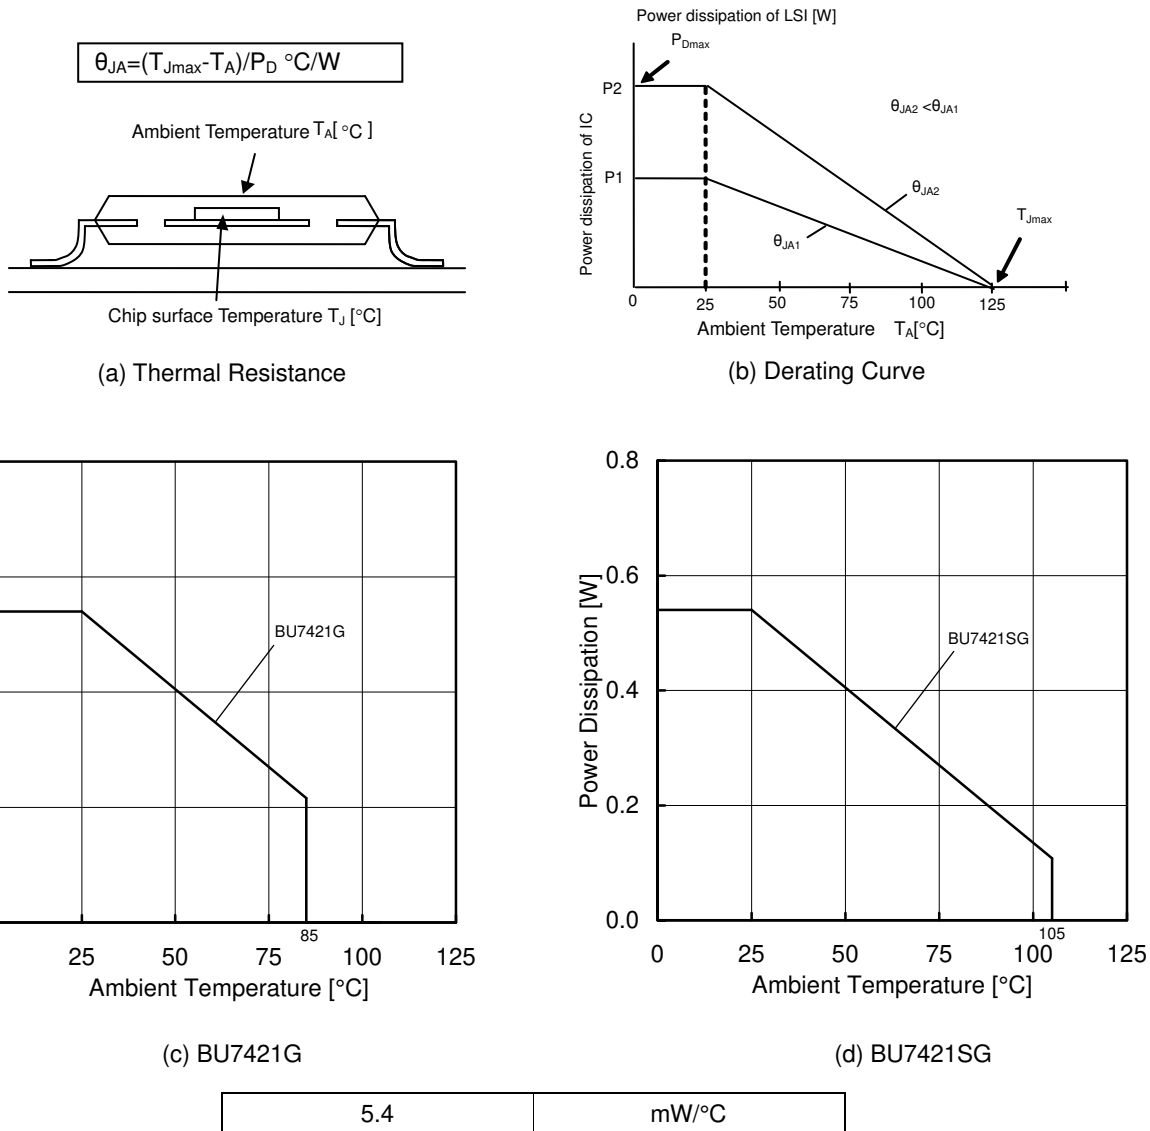 θJA=(TJmax-TA)/PD °C/W
Ambient Temperature TA[ °C ]
Chip surface Temperature TJ [°C]
(a) Thermal Resistance
Power dissipation of LSI [W]
PDmax
P2
θJA2 <θJA1
Power dissipation of IC
P1
θJA2
TJmax
θJA1
0 25 50 75 100 125
Ambient Temperature TA[°C]
(b) Derating Curve
BU7421G
85
25 50 75 100 125
Ambient Temperature [°C]
(c) BU7421G
0.8
0.6
Power Dissipation [W]
BU7421SG
0.4
0.2
0.0
105
0 25 50 75 100 125
Ambient Temperature [°C]
(d) BU7421SG
5.4 mW/°C